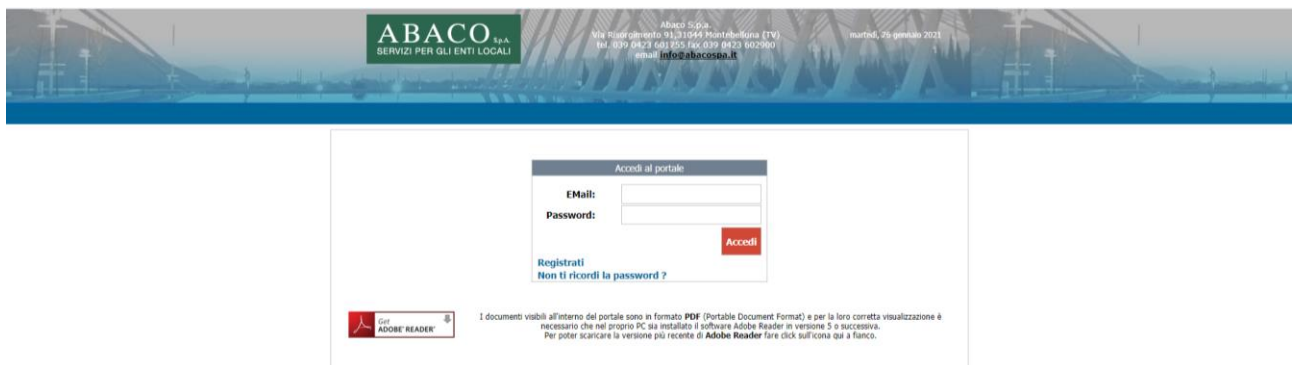 ABACO S.p.A.
SERVIZI PER GLI ENTI LOCALI
Abaco S.p.a.
Via Risorgimento 91,31044 Montebelluna (TV)
tel. 039 0423 601755 fax 039 0423 602900
email info@abacospa.it
martedì, 26 gennaio 2021
Accedi al portale
EMail:
Password:
Accedi
Registrati
Non ti ricordi la password ?
Get
ADOBE® READER®
I documenti visibili all'interno del portale sono in formato PDF (Portable Document Format) e per la loro corretta visualizzazione è
necessario che nel proprio PC sia installato il software Adobe Reader in versione 5 o successiva.
Per poter scaricare la versione più recente di Adobe Reader fare click sull'icona qui a fianco.